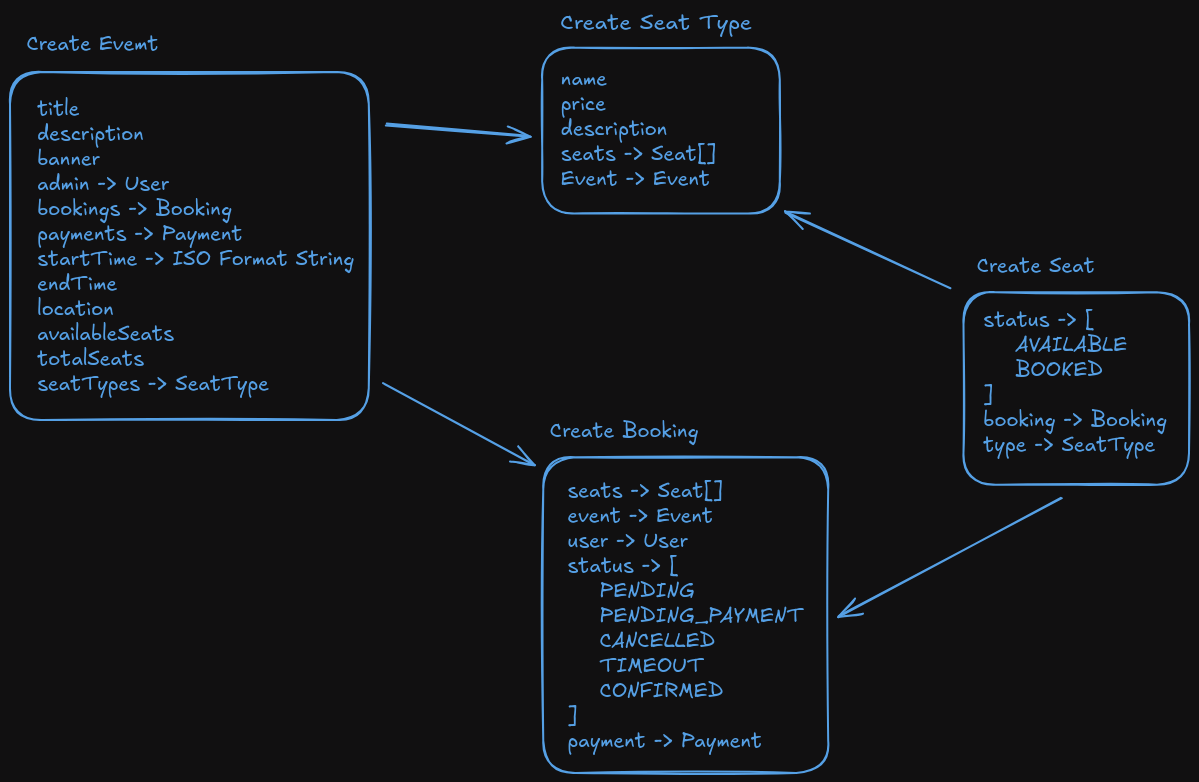 Create Evemt
title
description
banner
admin -> User
bookings -> Booking
payments -> Payment
startTime -> ISO Format String
endTime
location
availableSeats
totalSeats
seatTypes -> SeatType
Create Seat Type
name
price
description
seats -> Seat[]
Event -> Event
Create Seat
status -> [
AVAILABLE
BOOKED
]
booking -> Booking
type -> SeatType
Create Booking
seats -> Seat[]
event -> Event
user -> User
status -> [
PENDING
PENDING_PAYMENT
CANCELLED
TIMEOUT
CONFIRMED
]
payment -> Payment